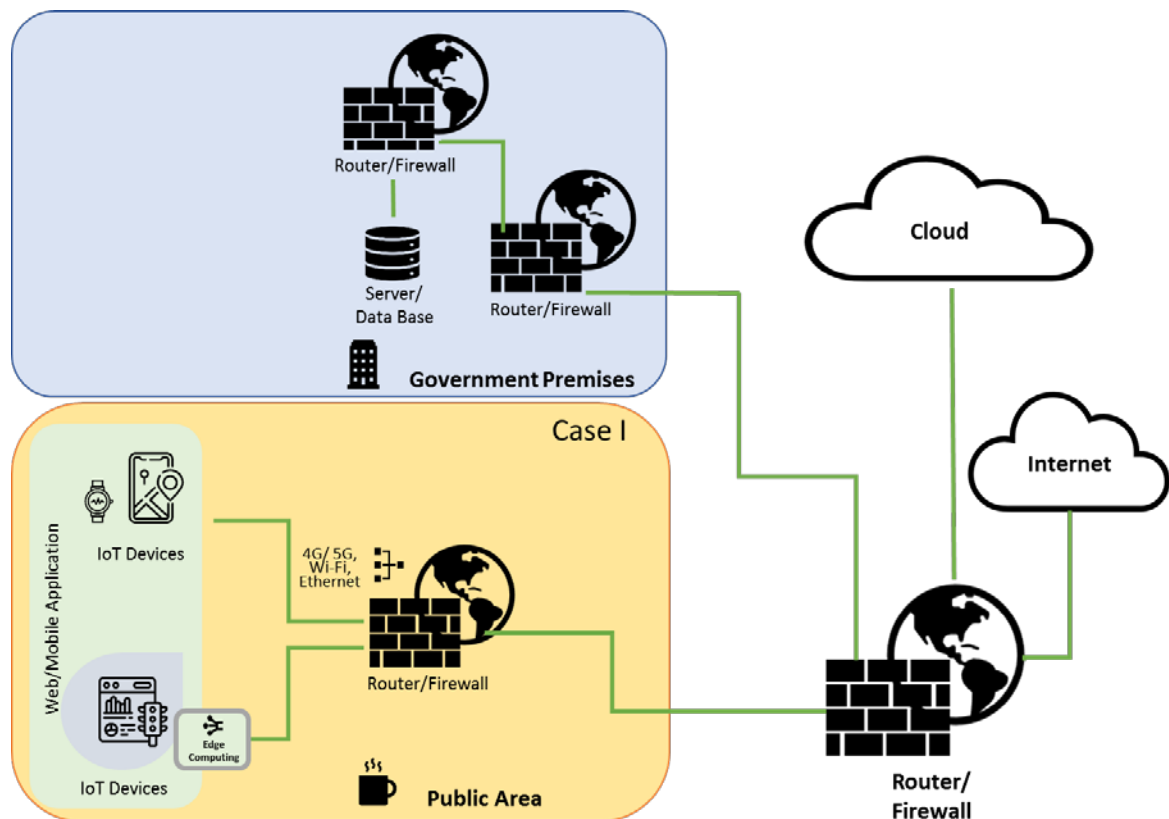 Router/Firewall
Router/Firewall
Server/
Data Base
Government Premises
Cloud
Internet
Case I
Web/Mobile Application
IoT Devices
4G/ 5G,
Wi-Fi,
Ethernet
Router/Firewall
Edge
Computing
IoT Devices
Public Area
Router/
Firewall